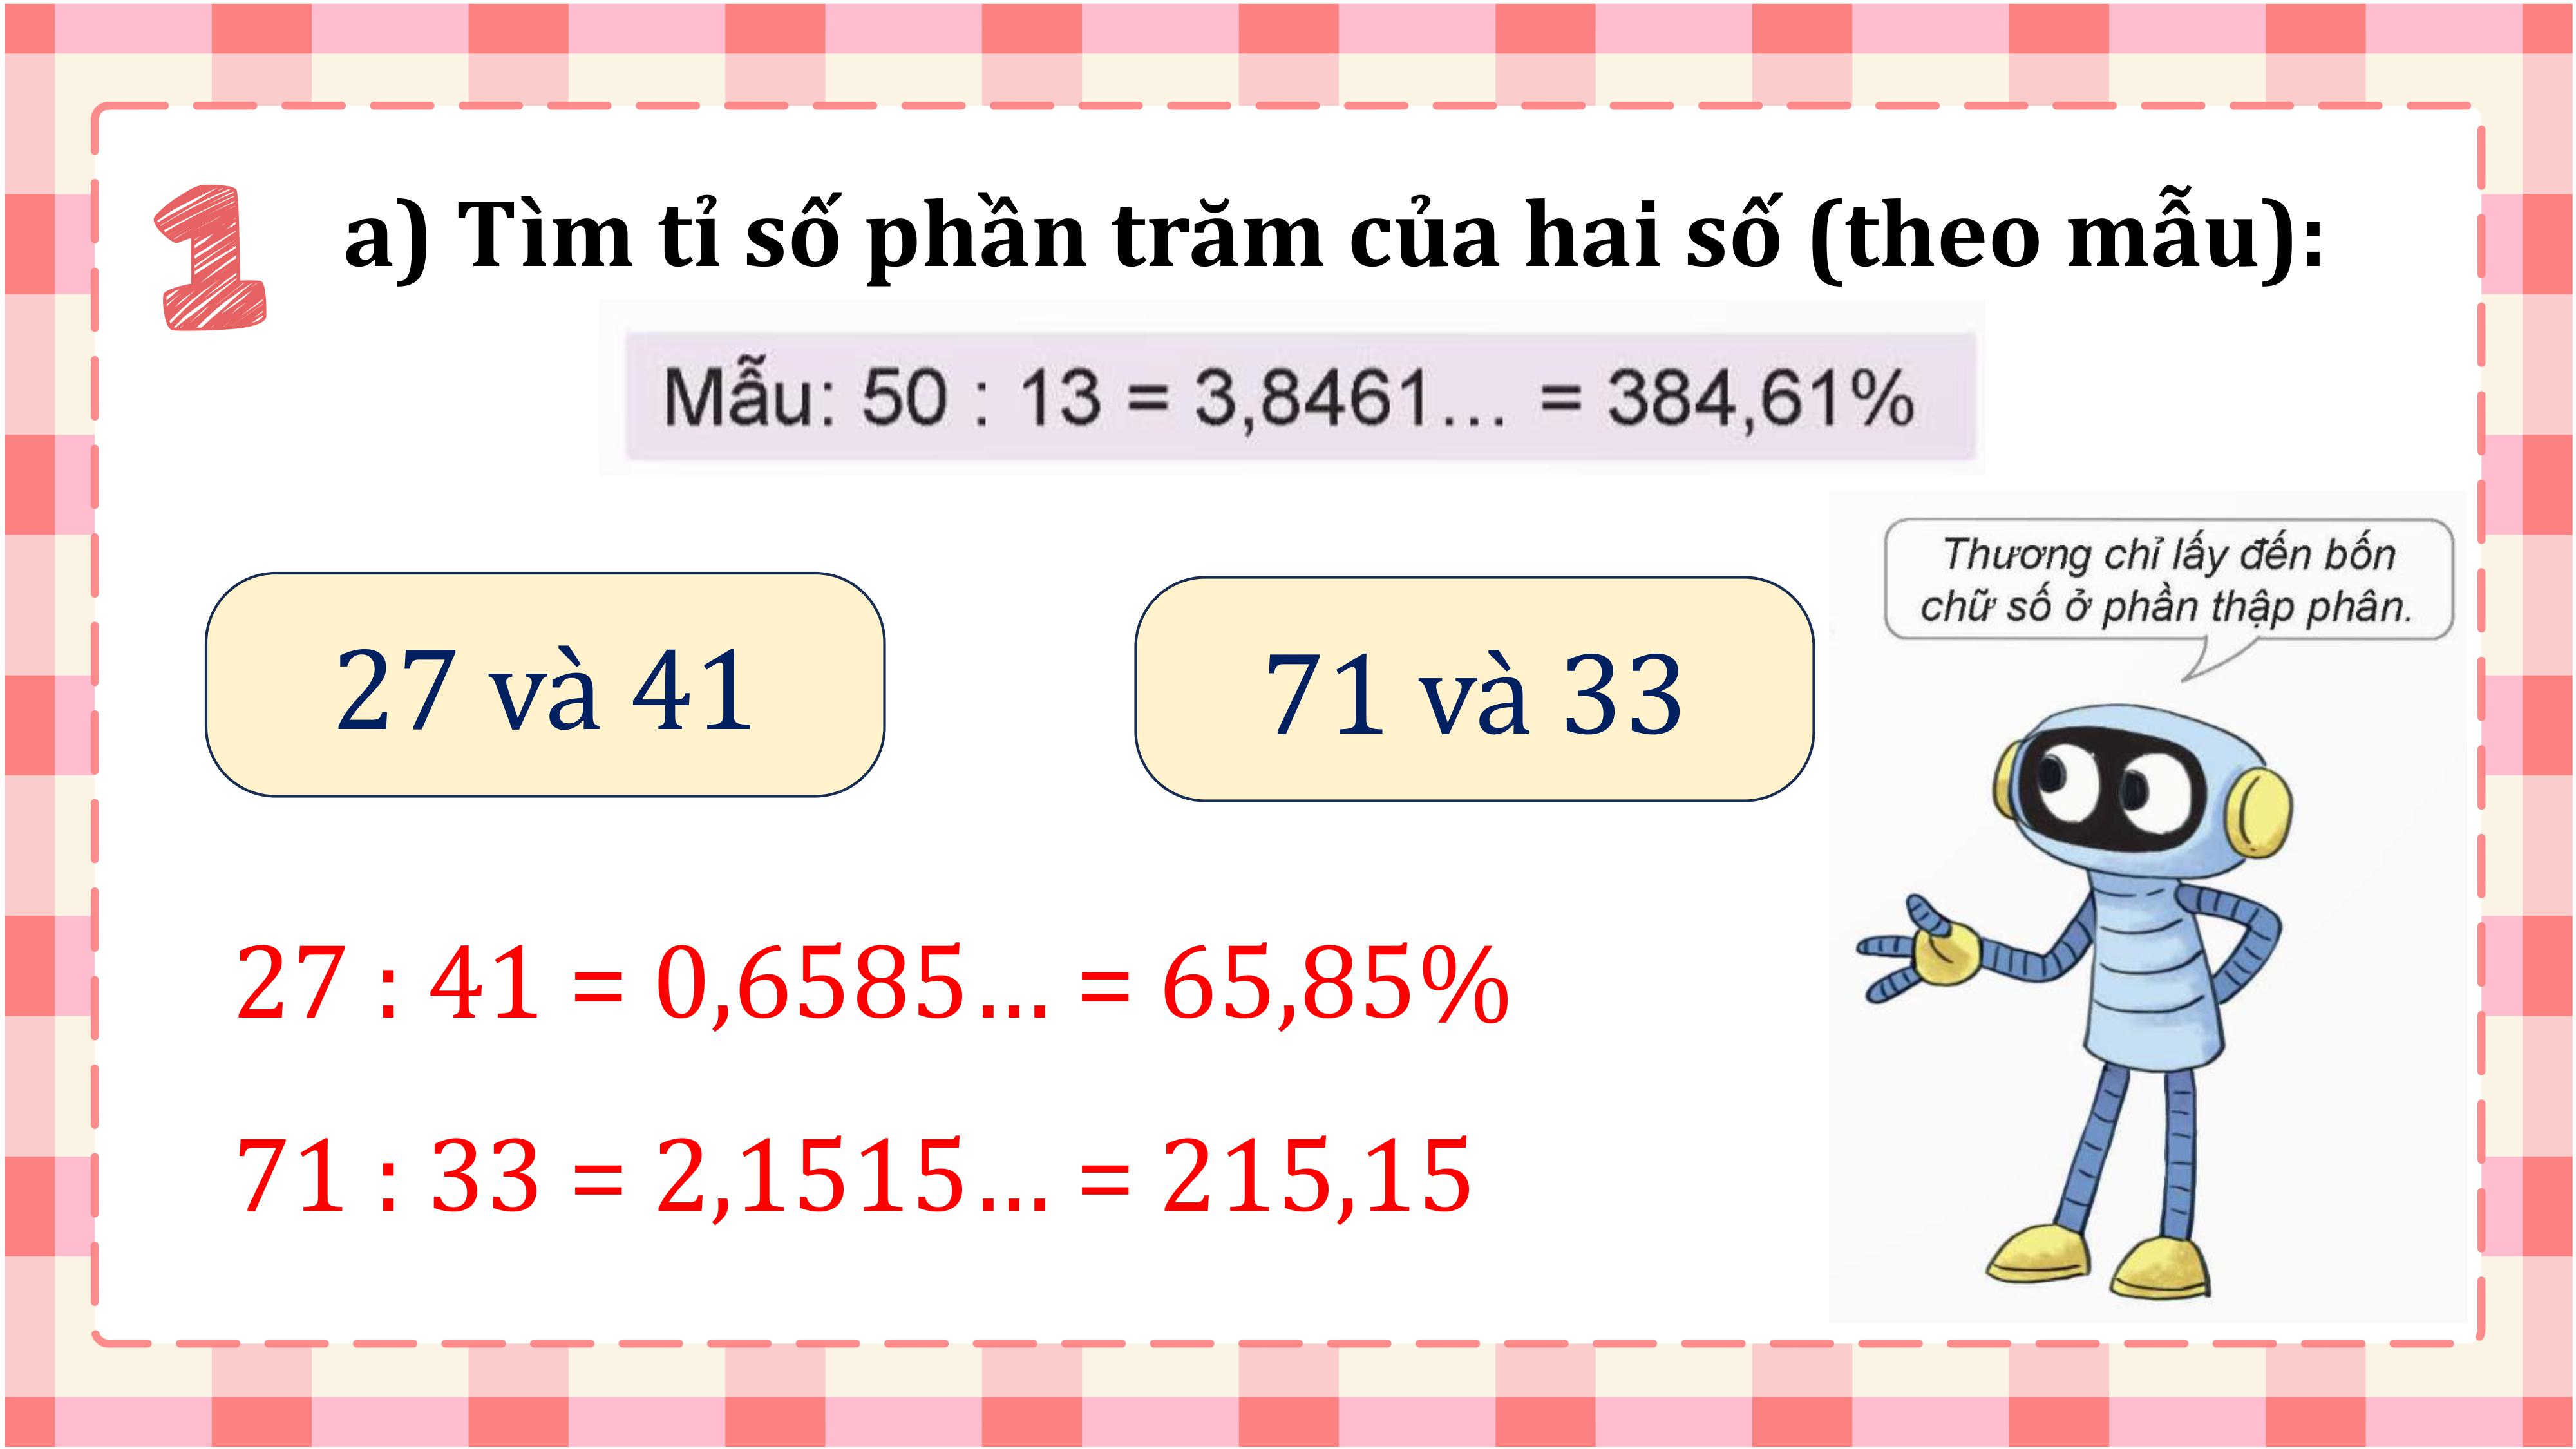 1
a) Tìm tỉ số phần trăm của hai số (theo mẫu):
Mẫu: 50 : 13 = 3,8461... = 384,61%
Thương chỉ lấy đến bốn
chữ số ở phần thập phân.
27 và 41
71 và 33
27 : 41 = 0,6585... = 65,85%
71 : 33 = 2,1515... = 215,15